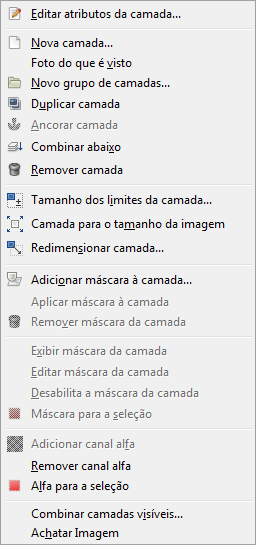 Editar atributos da camada...
Nova camada...
Foto do que é visto
Novo grupo de camadas...
Duplicar camada
Ancorar camada
Combinar abaixo
Remover camada
Tamanho dos limites da camada...
Camada para o tamanho da imagem
Redimensionar camada...
Adicionar máscara à camada...
Aplicar máscara à camada
Remover máscara da camada
Exibir máscara da camada
Editar máscara da camada
Desabilita a máscara da camada
Máscara para a seleção
Adicionar canal alfa
Remover canal alfa
Alfa para a seleção
Combinar camadas visíveis...
Achatar Imagem